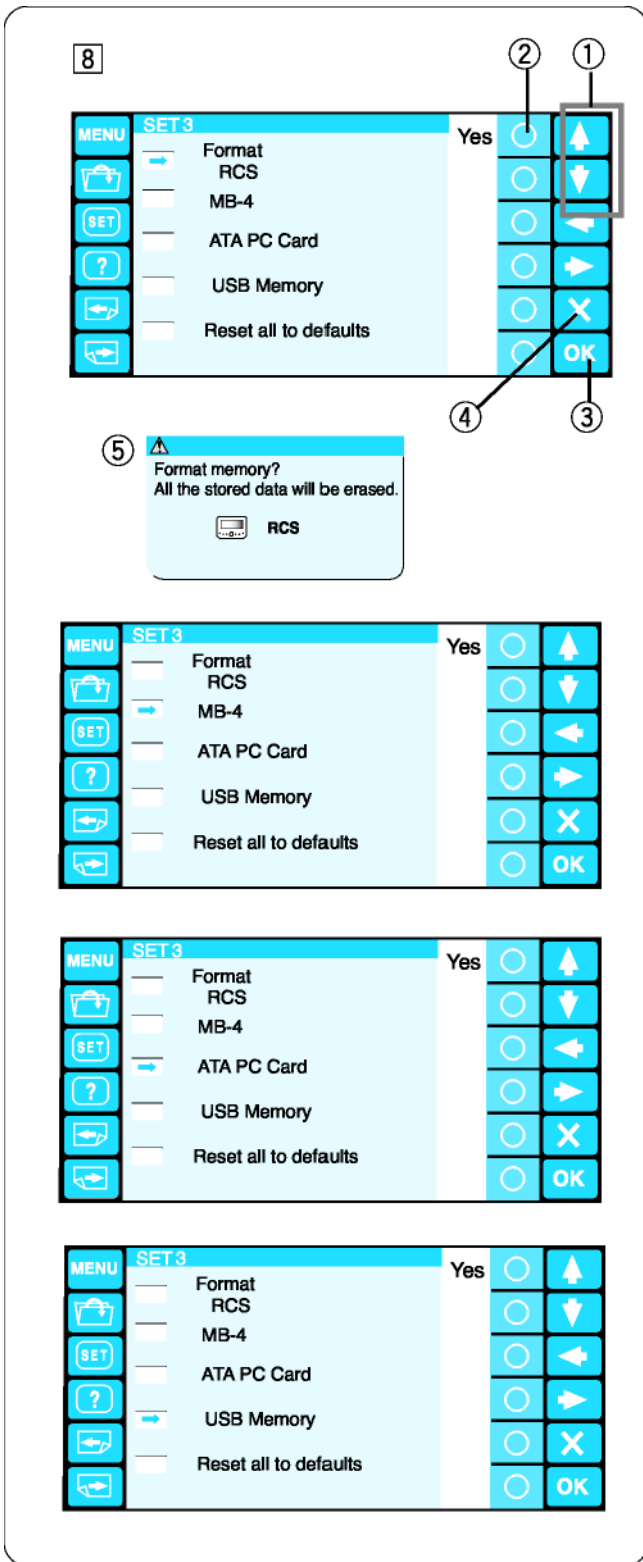 8
② ①
MENU SET 3 Yes
Format
RCS
MB-4
SET
ATA PC Card
?
USB Memory
Reset all to defaults
OK
④ ③
⑤
Format memory?
All the stored data will be erased.
RCS
MENU SET 3 Yes
Format
RCS
MB-4
SET
ATA PC Card
?
USB Memory
Reset all to defaults
OK
MENU SET 3 Yes
Format
RCS
MB-4
SET
ATA PC Card
?
USB Memory
Reset all to defaults
OK
MENU SET 3 Yes
Format
RCS
MB-4
SET
ATA PC Card
?
USB Memory
Reset all to defaults
OK